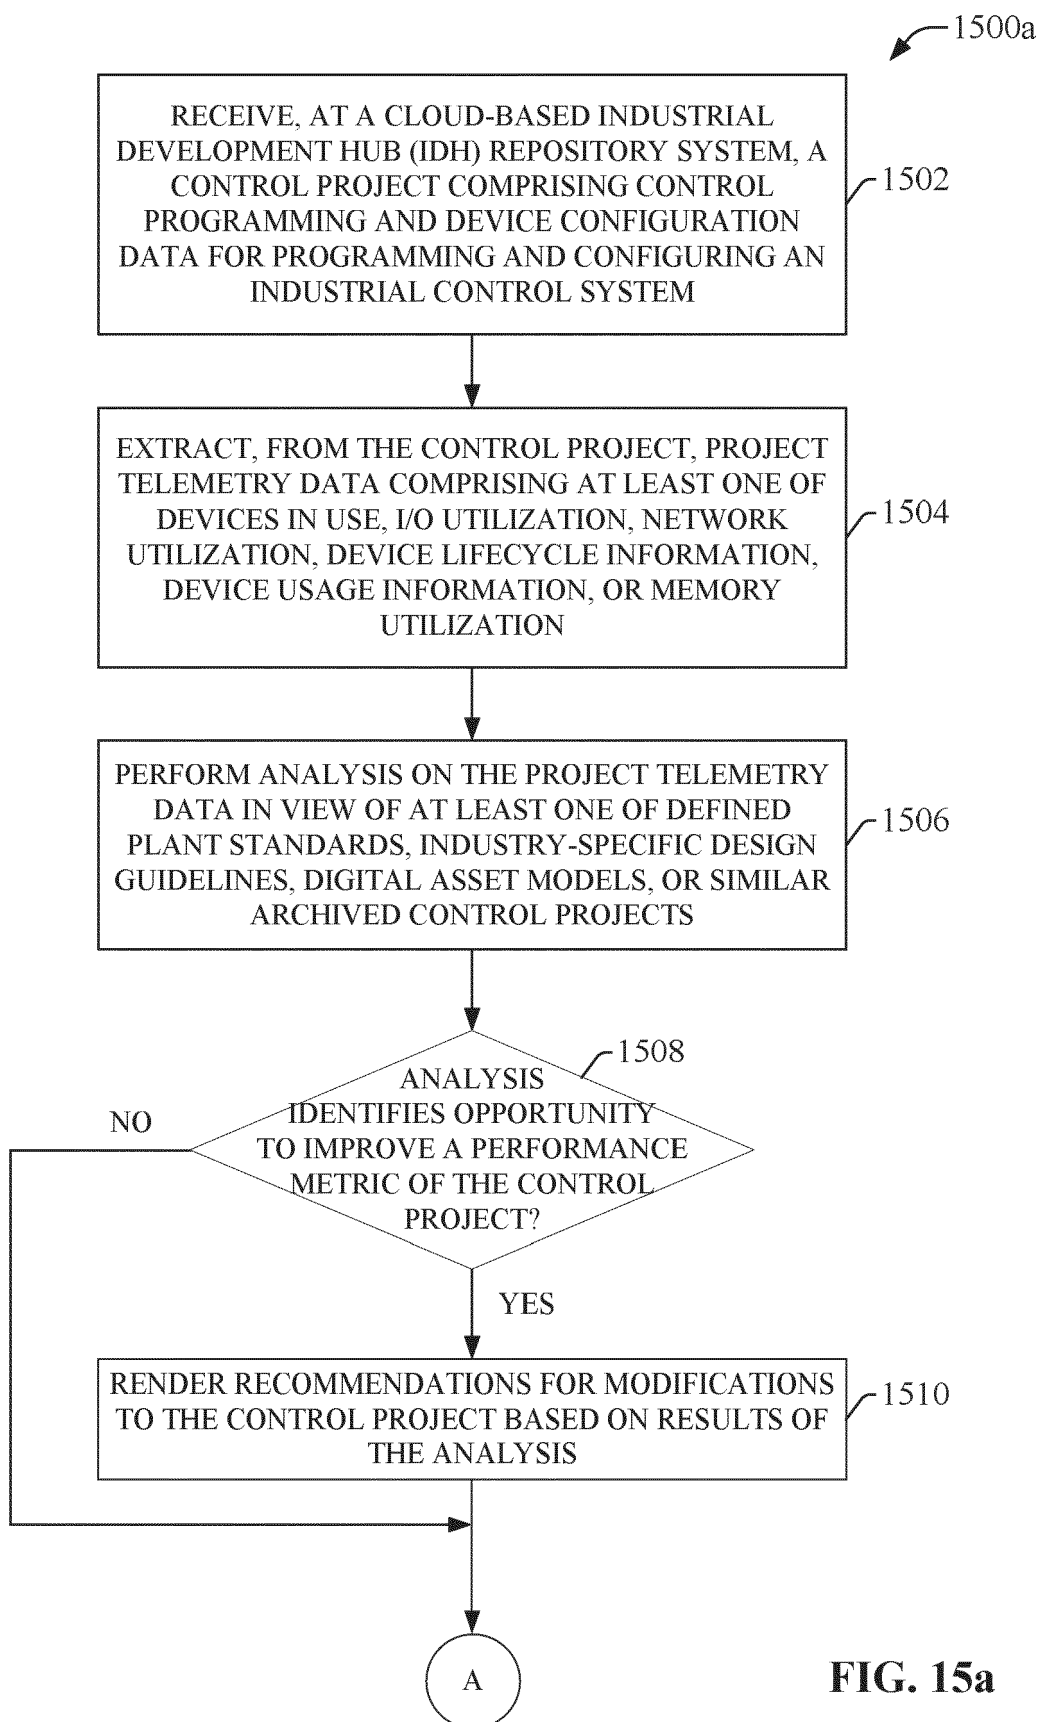 1500a
RECEIVE, AT A CLOUD-BASED INDUSTRIAL
DEVELOPMENT HUB (IDH) REPOSITORY SYSTEM, A
CONTROL PROJECT COMPRISING CONTROL
PROGRAMMING AND DEVICE CONFIGURATION
DATA FOR PROGRAMMING AND CONFIGURING AN
INDUSTRIAL CONTROL SYSTEM
1502
EXTRACT, FROM THE CONTROL PROJECT, PROJECT
TELEMETRY DATA COMPRISING AT LEAST ONE OF
DEVICES IN USE, I/O UTILIZATION, NETWORK
UTILIZATION, DEVICE LIFECYCLE INFORMATION,
DEVICE USAGE INFORMATION, OR MEMORY
UTILIZATION
1504
PERFORM ANALYSIS ON THE PROJECT TELEMETRY
DATA IN VIEW OF AT LEAST ONE OF DEFINED
PLANT STANDARDS, INDUSTRY-SPECIFIC DESIGN
GUIDELINES, DIGITAL ASSET MODELS, OR SIMILAR
ARCHIVED CONTROL PROJECTS
1506
1508
ANALYSIS
IDENTIFIES OPPORTUNITY
TO IMPROVE A PERFORMANCE
METRIC OF THE CONTROL
PROJECT?
NO
YES
RENDER RECOMMENDATIONS FOR MODIFICATIONS
TO THE CONTROL PROJECT BASED ON RESULTS OF
THE ANALYSIS
1510
A
FIG. 15a